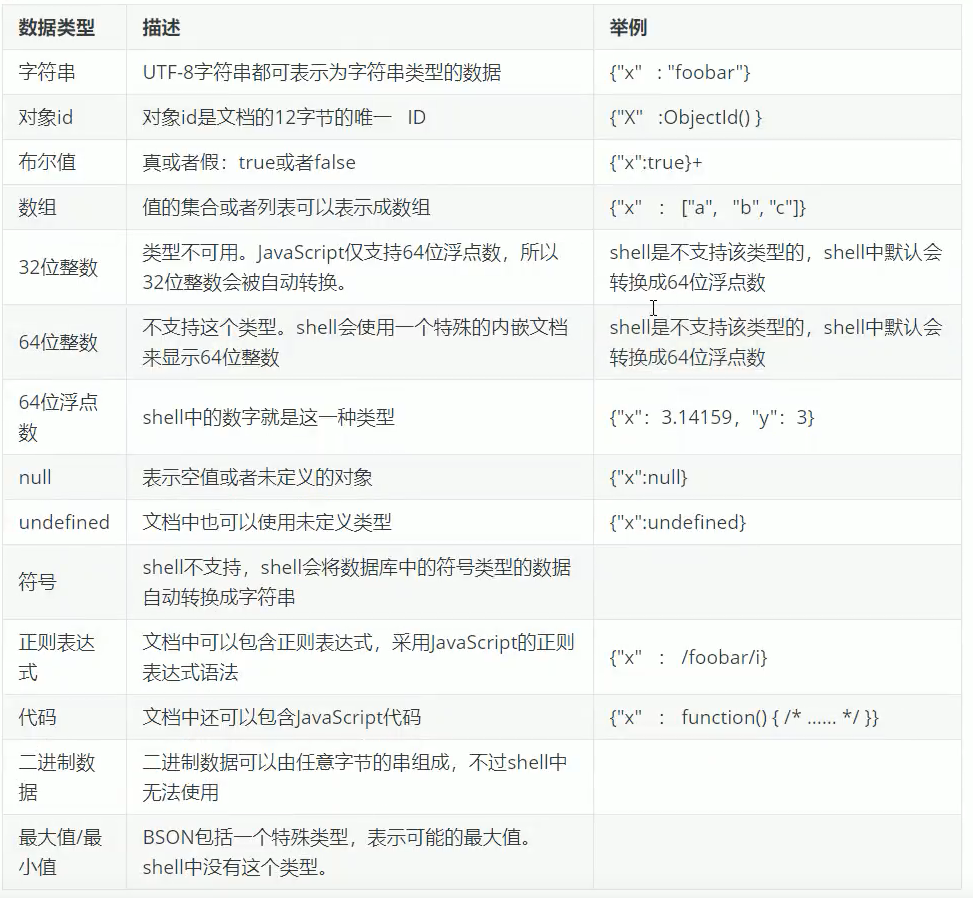 数据类型 描述 举例
字符串 UTF-8字符串都可表示为字符串类型的数据 {"x" : "foobar"}
对象id 对象id是文档的12字节的唯一 ID {"X" :ObjectId() }
布尔值 真或者假：true或者false {"x":true}+
数组 值的集合或者列表可以表示成数组 {"x" : ["a", "b", "c"]}
32位整数
类型不可用。JavaScript仅支持64位浮点数，所以
32位整数会被自动转换。
shell是不支持该类型的，shell中默认会
转换成64位浮点数
64位整数
不支持这个类型。shell会使用一个特殊的内嵌文档
来显示64位整数
shell是不支持该类型的，shell中默认会
转换成64位浮点数
64位浮点
数
shell中的数字就是这一种类型
{"x"：3.14159，"y"：3}
null 表示空值或者未定义的对象 {"x":null}
undefined 文档中也可以使用未定义类型 {"x":undefined}
符号
shell不支持，shell会将数据库中的符号类型的数据
自动转换成字符串
正则表达
式
文档中可以包含正则表达式，采用JavaScript的正则
表达式语法
{"x" : /foobar/i}
代码 文档中还可以包含JavaScript代码 {"x" : function() { /* …… */ }}
二进制数
据
二进制数据可以由任意字节的串组成，不过shell中
无法使用
最大值/最
小值
BSON包括一个特殊类型，表示可能的最大值。
shell中没有这个类型。